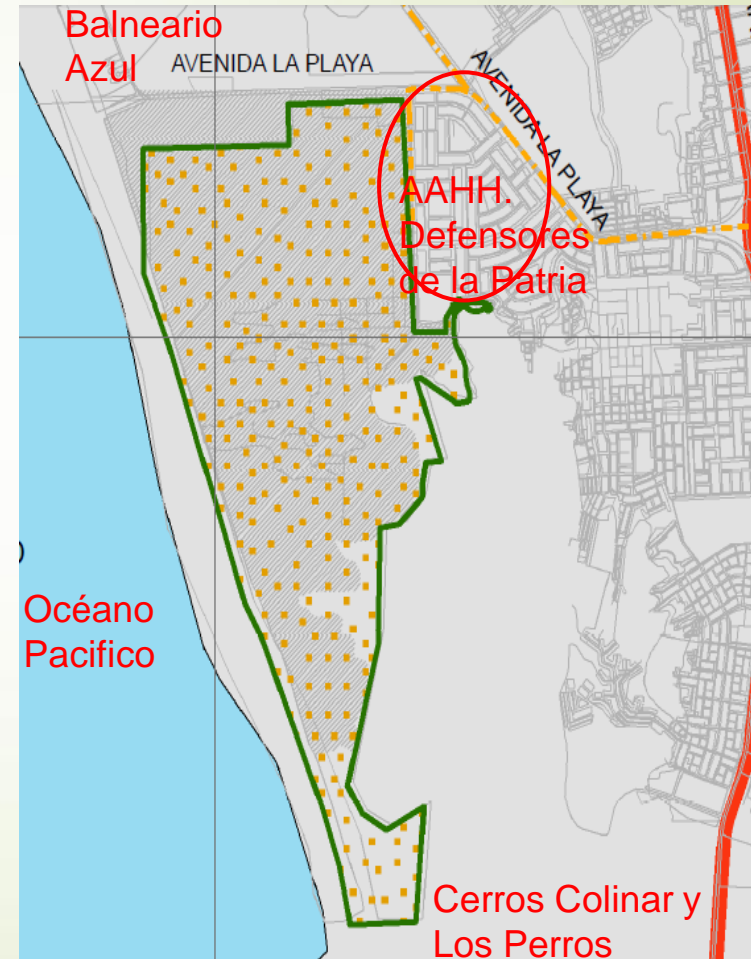 Balneario
Azul
AVENIDA LA PLAYA
AVENIDA LA PLAYA
AAHH.
Defensores
de la Patria
Océano
Pacifico
Cerros Colinar y
Los Perros